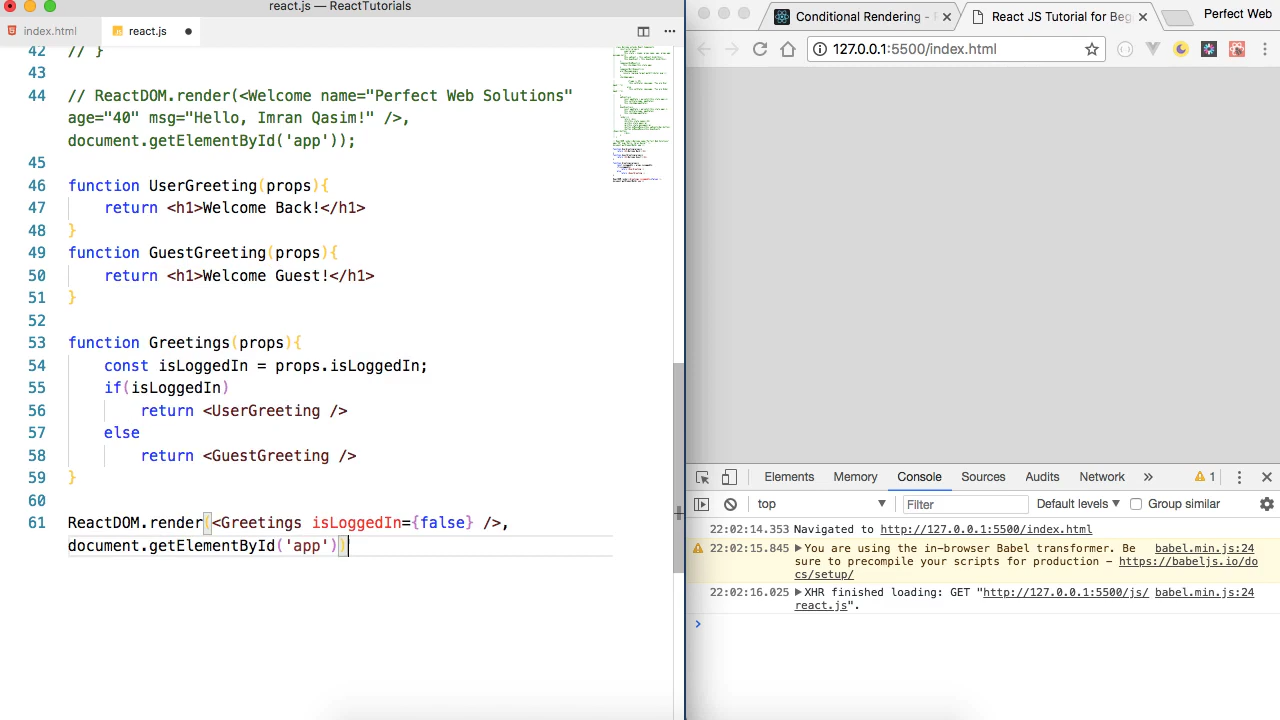 react.js — ReactTutorials
index.html
react.js
42 // }
43
44 // ReactDOM.render(<Welcome name="Perfect Web Solutions"
age="40" msg="Hello, Imran Qasim!" />,
document.getElementById('app'));
45
46 function UserGreeting(props){
47 return <h1>Welcome Back!</h1>
48 }
49 function GuestGreeting(props){
50 return <h1>Welcome Guest!</h1>
51 }
52
53 function Greetings(props){
54 const isLoggedIn = props.isLoggedIn;
55 if(isLoggedIn)
56 return <UserGreeting />
57 else
58 return <GuestGreeting />
59 }
60
61 ReactDOM.render(<Greetings isLoggedIn={false} />,
document.getElementById('app'))
Conditional Rendering -
React JS Tutorial for Beg
Perfect Web
127.0.0.1:5500/index.html
Elements Memory Console Sources Audits Network » 1
top Filter Default levels Group similar
22:02:14.353 Navigated to http://127.0.0.1:5500/index.html
22:02:15.845 You are using the in-browser Babel transformer. Be babel.min.js:24
sure to precompile your scripts for production - https://babeljs.io/do
cs/setup/
22:02:16.025 XHR finished loading: GET "http://127.0.0.1:5500/js/ babel.min.js:24
react.js".